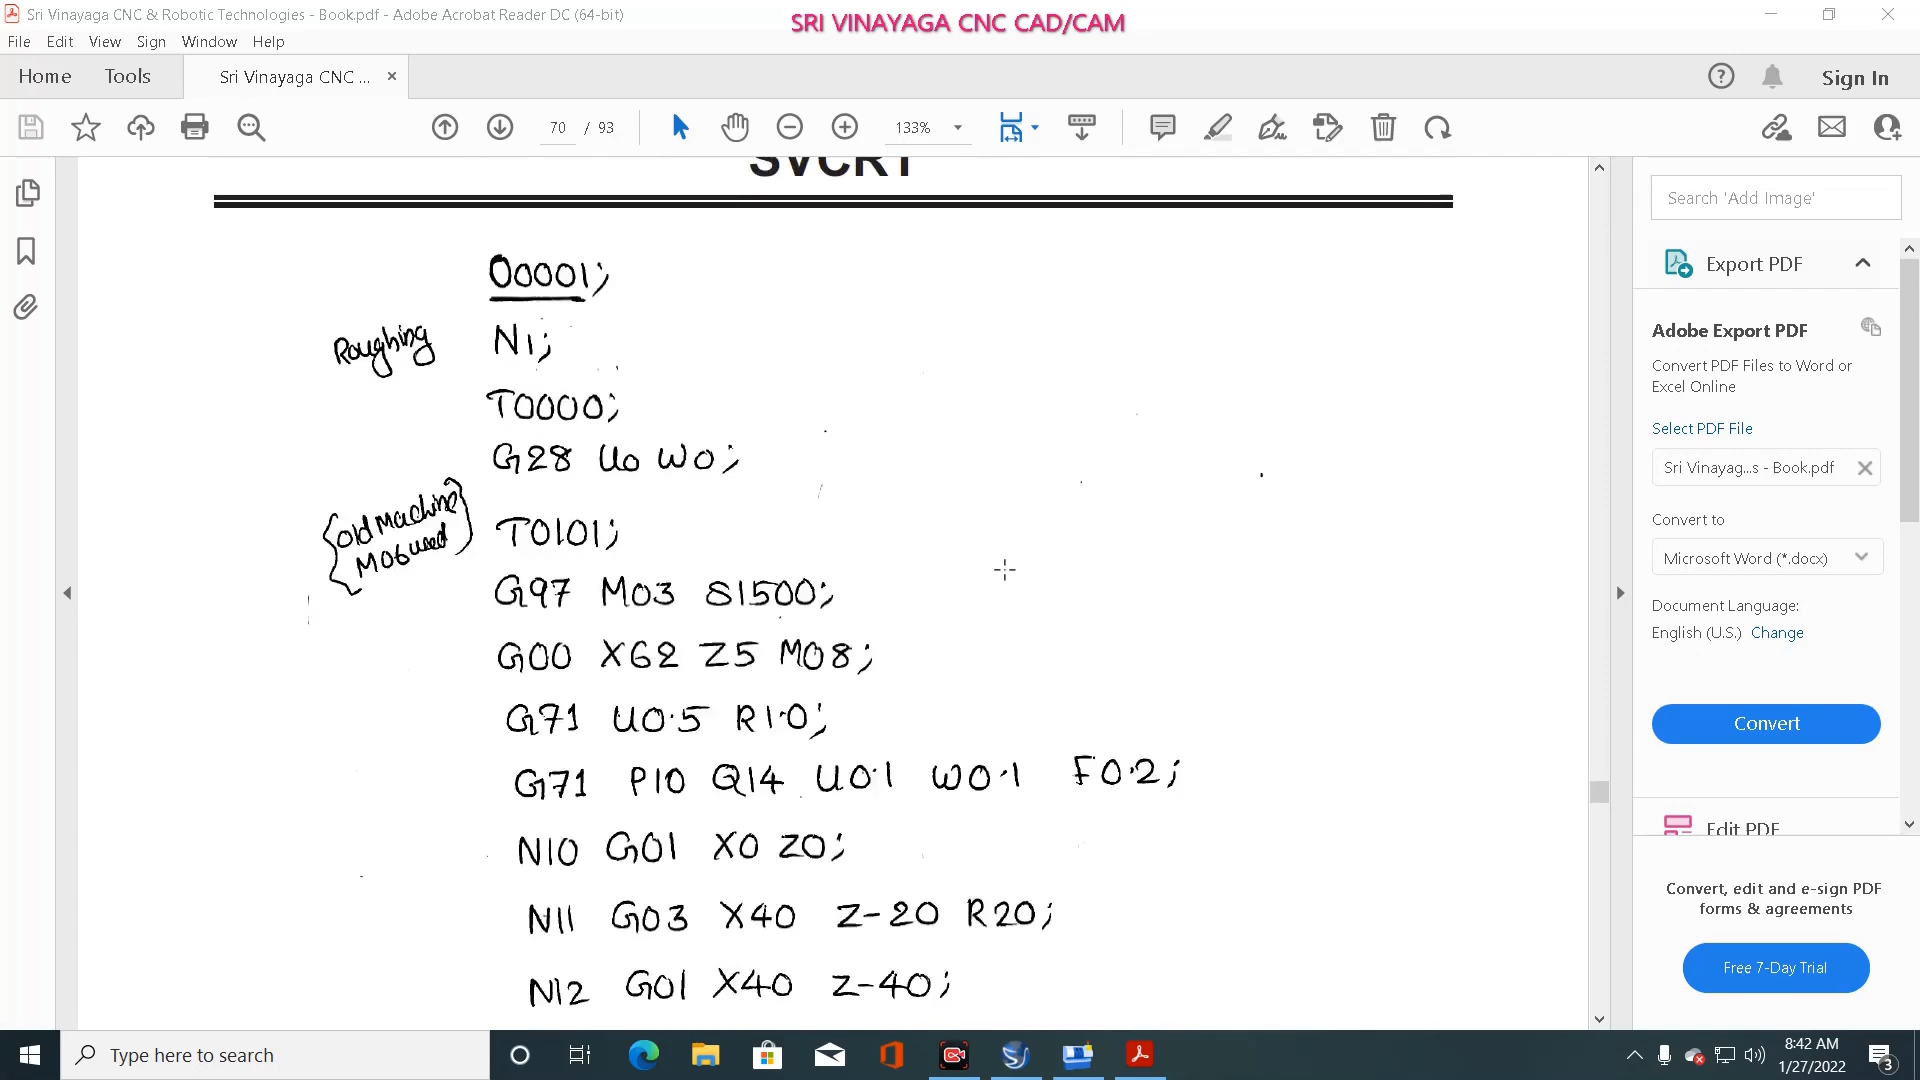 Sri Vinayaga CNC & Robotic Technologies - Book.pdf - Adobe Acrobat Reader DC (64-bit)
SRI VINAYAGA CNC CAD/CAM
File Edit View Sign Window Help
Home Tools Sri Vinayaga CNC ... × Sign In
70 / 93 133%
SVCRT
O0001;
Roughing N1;
T0000;
G28 U0 W0;
{Old Machine
M06 used}
T0101;
G97 M03 S1500;
G00 X62 Z5 M08;
G71 U0.5 R1.0;
G71 P10 Q14 U0.1 W0.1 F0.2;
N10 G01 X0 Z0;
N11 G03 X40 Z-20 R20;
N12 G01 X40 Z-40;
Search 'Add Image'
Export PDF
Adobe Export PDF
Convert PDF Files to Word or
Excel Online
Select PDF File
Sri Vinayag...s - Book.pdf
Convert to
Microsoft Word (*.docx)
Document Language:
English (U.S.) Change
Convert
Edit PDF
Convert, edit and e-sign PDF
forms & agreements
Free 7-Day Trial
Type here to search
8:42 AM
1/27/2022
3